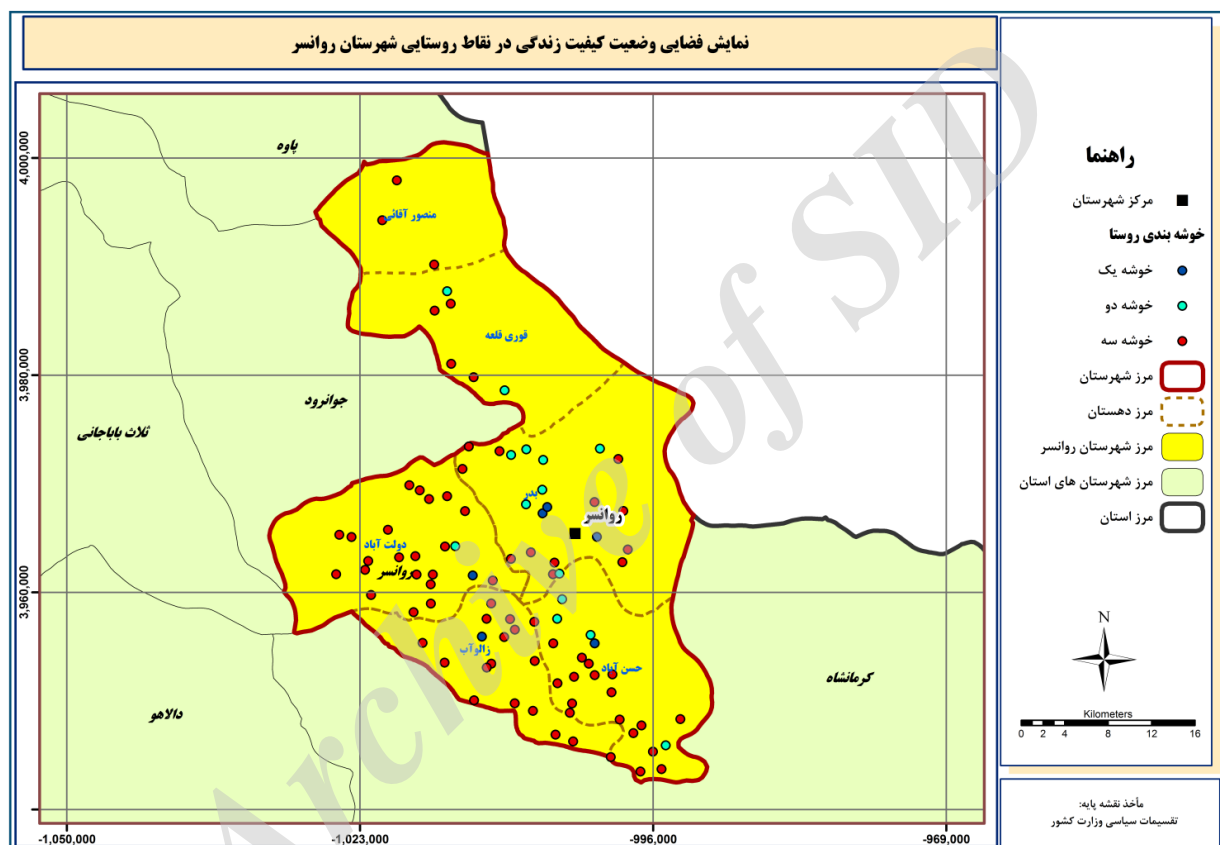 نمایش فضایی وضعیت کیفیت زندگی در نقاط روستایی شهرستان روانسر
راهنما
مرکز شهرستان
خوشه بندی روستا
خوشه یک
خوشه دو
خوشه سه
مرز شهرستان
مرز دهستان
مرز شهرستان روانسر
مرز شهرستان های استان
مرز استان
N
Kilometers
0 2 4 8 12 16
مأخذ نقشه پایه:
تقسیمات سیاسی وزارت کشور
پاوه
منصور آقائی
قوری قلعه
جوانرود
ثلاث باباجانی
بدر
روانسر
دولت آباد
روانسر
زالوآب
حسن آباد
کرمانشاه
دالاهو
4,000,000
3,980,000
3,960,000
-1,050,000
-1,023,000
-996,000
-969,000
Archive of SID